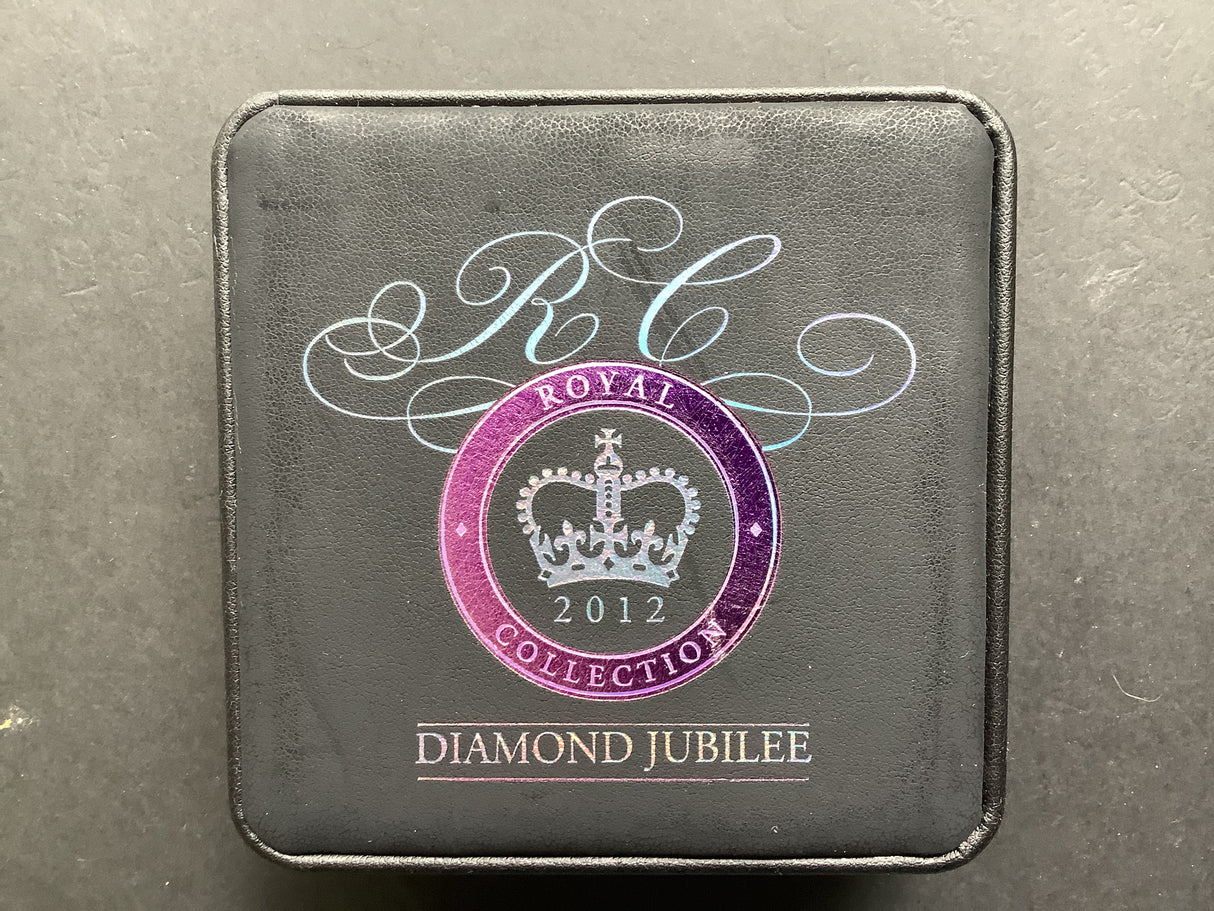 RC
ROYAL
2012
COLLECTION
DIAMOND JUBILEE